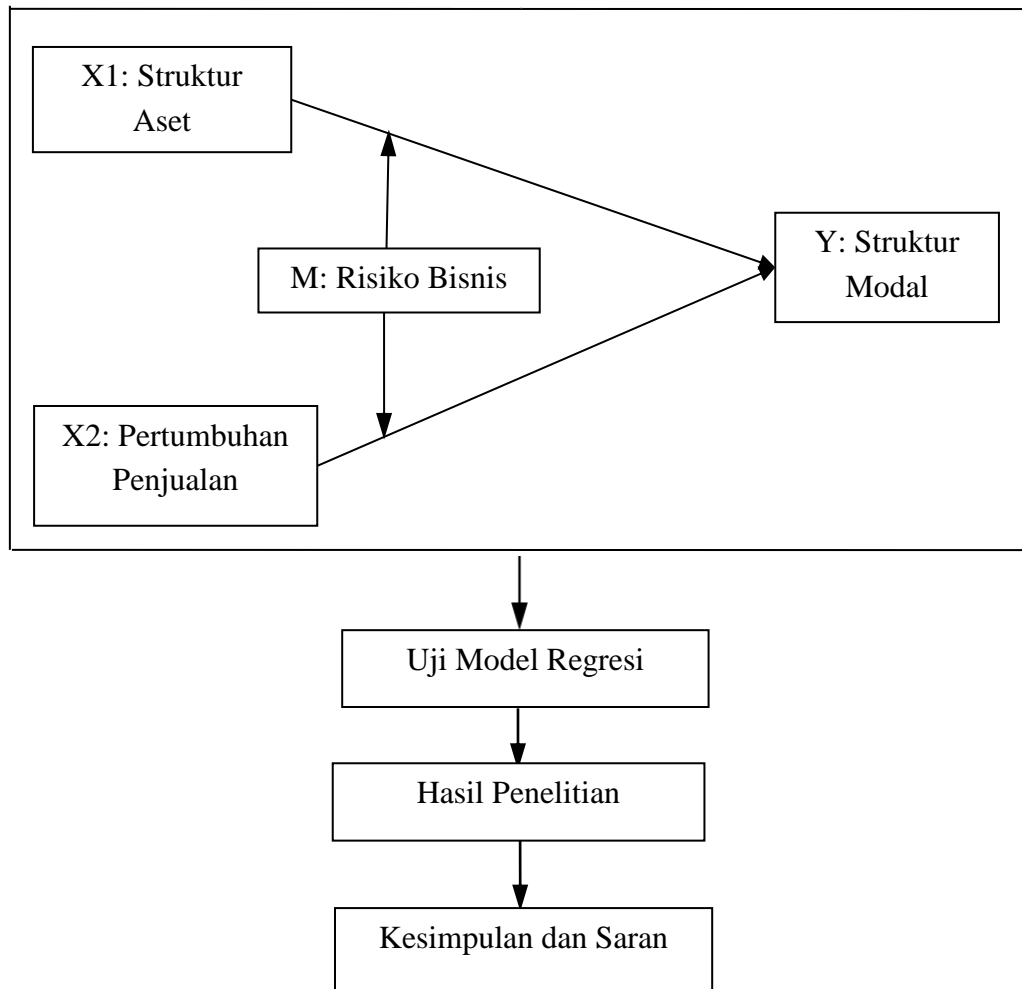 X1: Struktur
Aset
Y: Struktur
Modal
M: Risiko Bisnis
X2: Pertumbuhan
Penjualan
Uji Model Regresi
Hasil Penelitian
Kesimpulan dan Saran